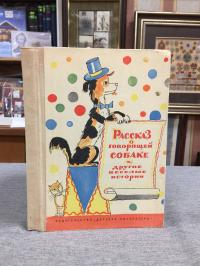 РАССКАЗ
О
ГОВОРЯЩЕЙ
СОБАКЕ
И
ДРУГИЕ
ВЕСЕЛЫЕ
ИСТОРИИ
ИЗДАТЕЛЬСТВО «ДЕТСКАЯ ЛИТЕРАТУРА»